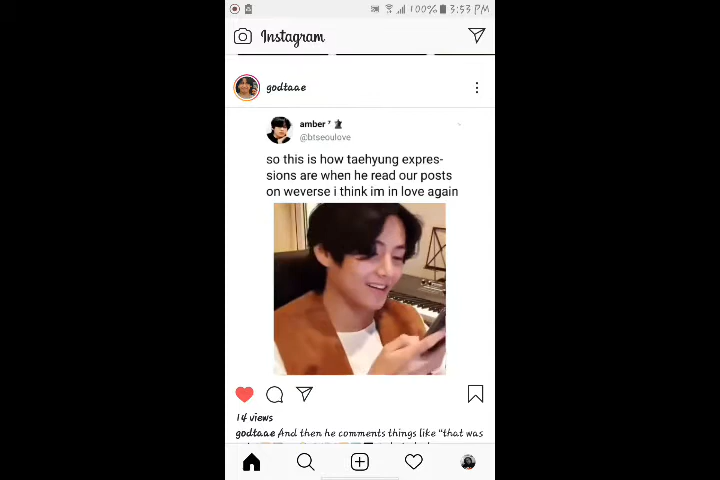 100% 3:53 PM
Instagram
godtaae
amber ⁷
@btseoulove
so this is how taehyung expres-
sions are when he read our posts
on weverse i think im in love again
14 views
godtaae And then he comments things like "that was